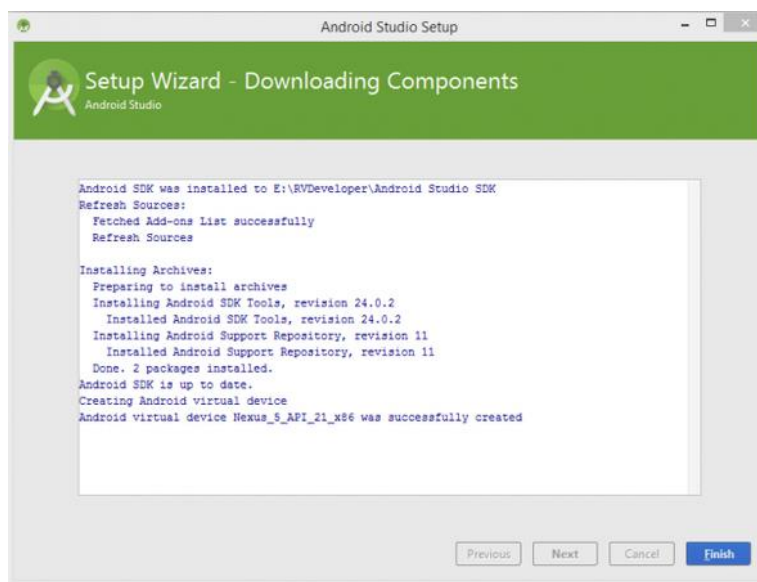 Android Studio Setup
Setup Wizard - Downloading Components
Android Studio
Android SDK was installed to E:\RVDeveloper\Android Studio SDK
Refresh Sources:
Fetched Add-ons List successfully
Refresh Sources
Installing Archives:
Preparing to install archives
Installing Android SDK Tools, revision 24.0.2
Installed Android SDK Tools, revision 24.0.2
Installing Android Support Repository, revision 11
Installed Android Support Repository, revision 11
Done. 2 packages installed.
Android SDK is up to date.
Creating Android virtual device
Android virtual device Nexus_5_API_21_x86 was successfully created
Previous Next Cancel Finish